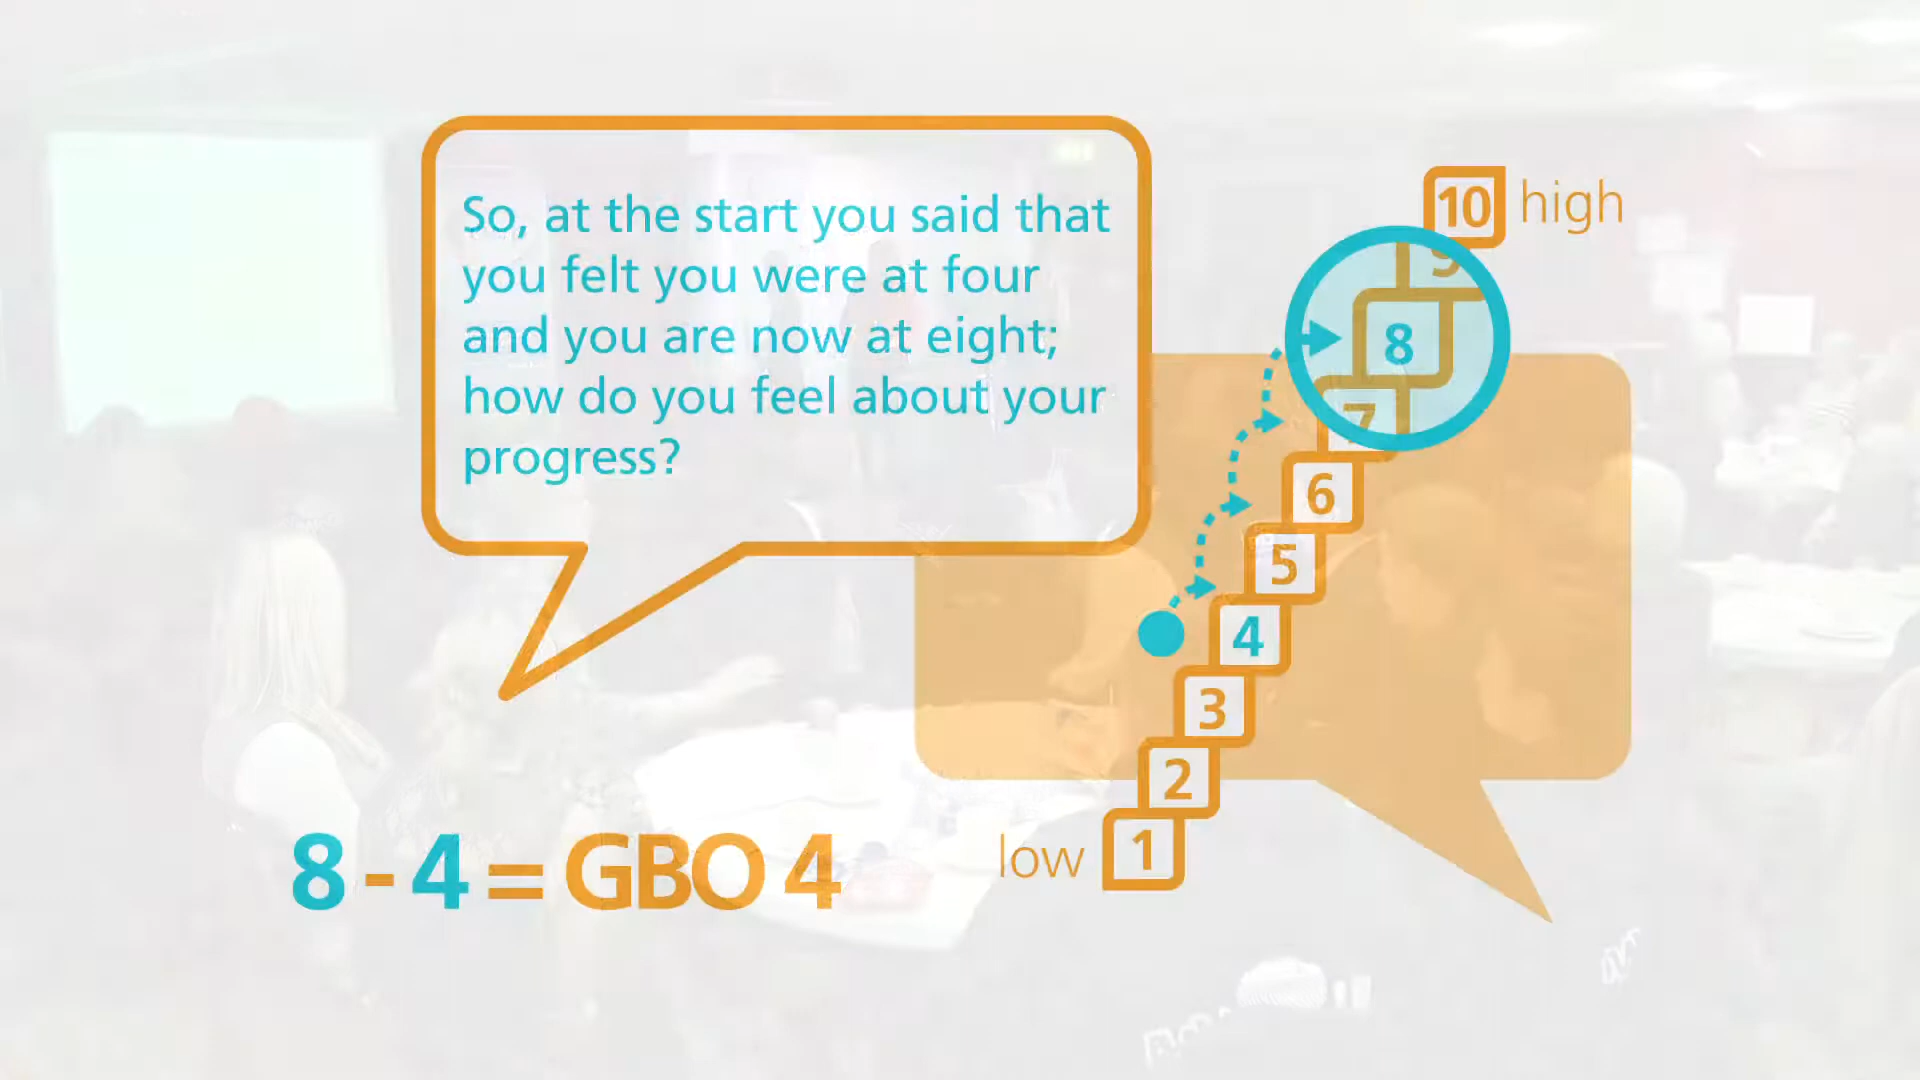 So, at the start you said that
you felt you were at four
and you are now at eight;
how do you feel about your
progress?
10 high
9
8
7
6
5
4
3
2
low 1
8 - 4 = GBO 4